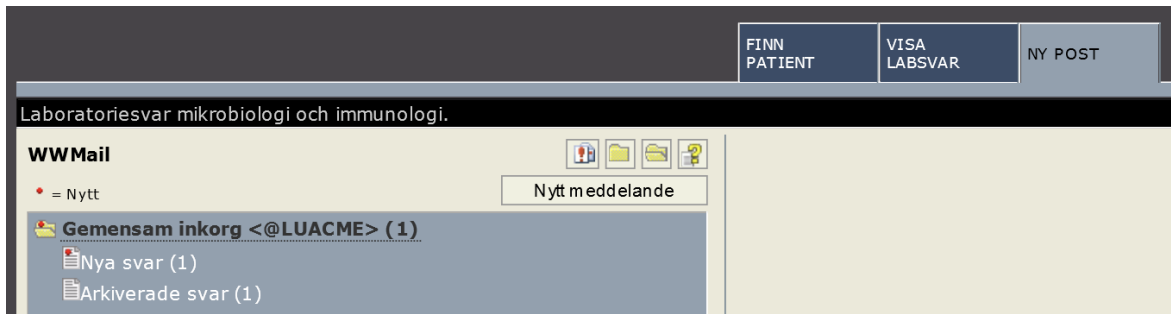 FINN
PATIENT
VISA
LABSVAR
NY POST
Laboratoriesvar mikrobiologi och immunologi.
WWMail
= Nytt
Nytt meddelande
Gemensam inkorg <@LUACME> (1)
Nya svar (1)
Arkiverade svar (1)